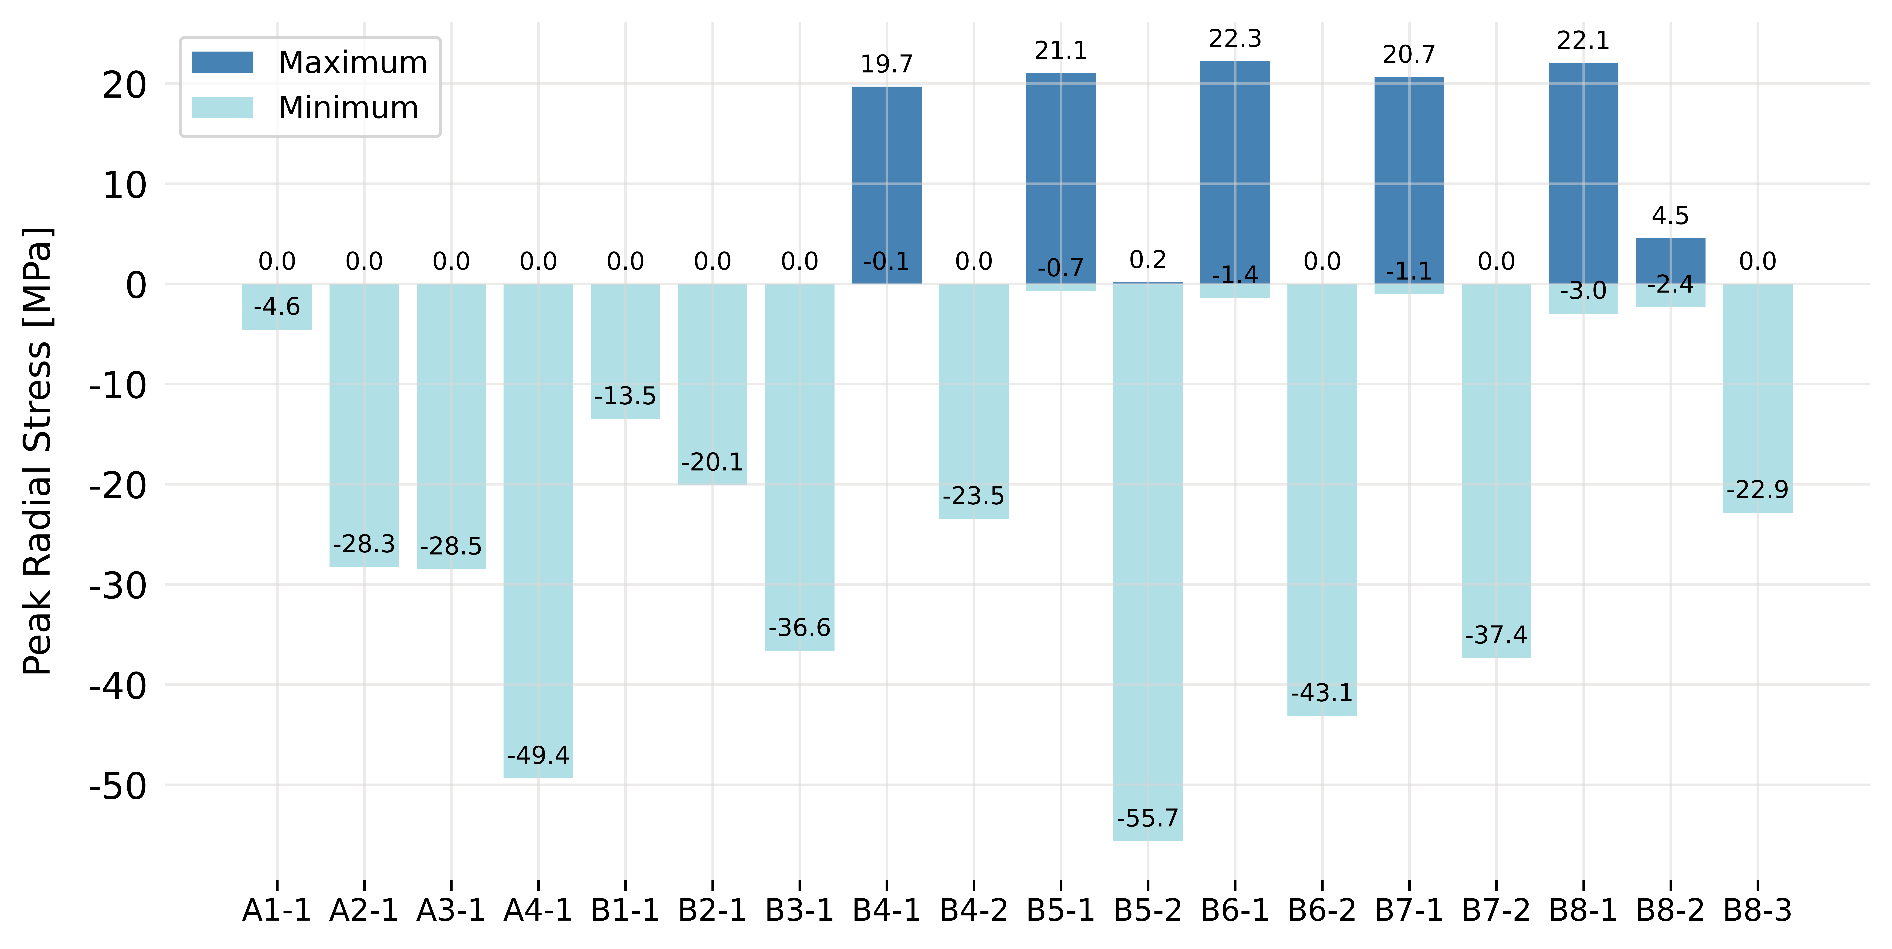 Peak Radial Stress [MPa]
Maximum
Minimum
20
10
0
-10
-20
-30
-40
-50
0.0 0.0 0.0 0.0 0.0 0.0 0.0 19.7 0.0 21.1 0.2 22.3 0.0 20.7 0.0 22.1 4.5 0.0
-4.6 -28.3 -28.5 -49.4 -13.5 -20.1 -36.6 -0.1 -23.5 -0.7 -55.7 -1.4 -43.1 -1.1 -37.4 -3.0 -2.4 -22.9
A1-1 A2-1 A3-1 A4-1 B1-1 B2-1 B3-1 B4-1 B4-2 B5-1 B5-2 B6-1 B6-2 B7-1 B7-2 B8-1 B8-2 B8-3